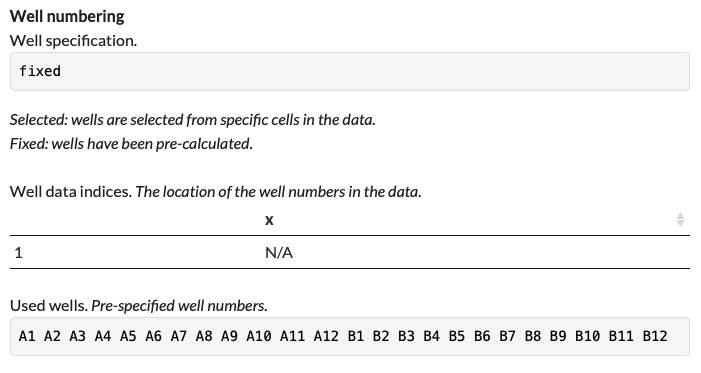 Well numbering
Well specification.
fixed
Selected: wells are selected from specific cells in the data.
Fixed: wells have been pre-calculated.
Well data indices. The location of the well numbers in the data.
x
1 N/A
Used wells. Pre-specified well numbers.
A1 A2 A3 A4 A5 A6 A7 A8 A9 A10 A11 A12 B1 B2 B3 B4 B5 B6 B7 B8 B9 B10 B11 B12